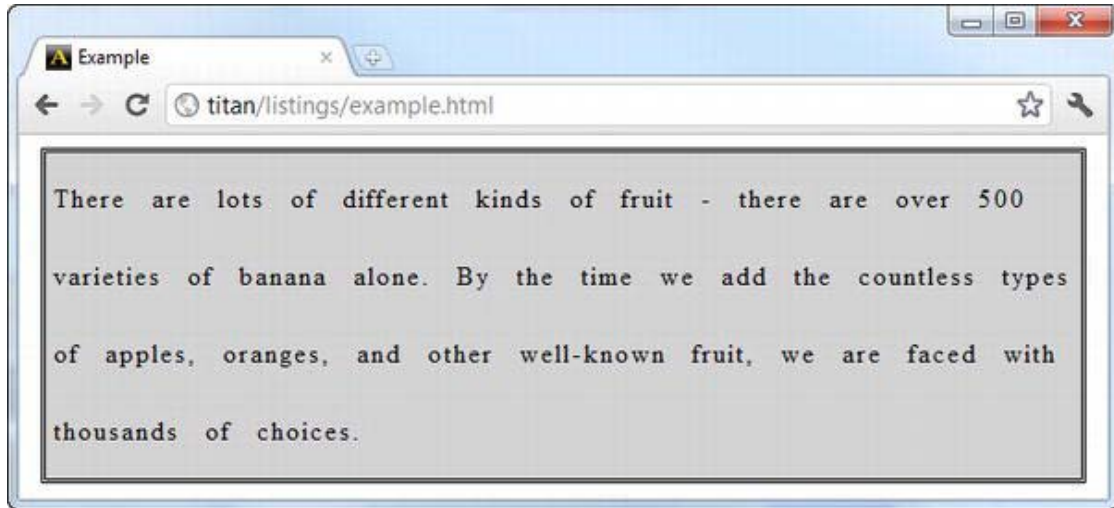 Example
titan/listings/example.html
There are lots of different kinds of fruit - there are over 500
varieties of banana alone. By the time we add the countless types
of apples, oranges, and other well-known fruit, we are faced with
thousands of choices.